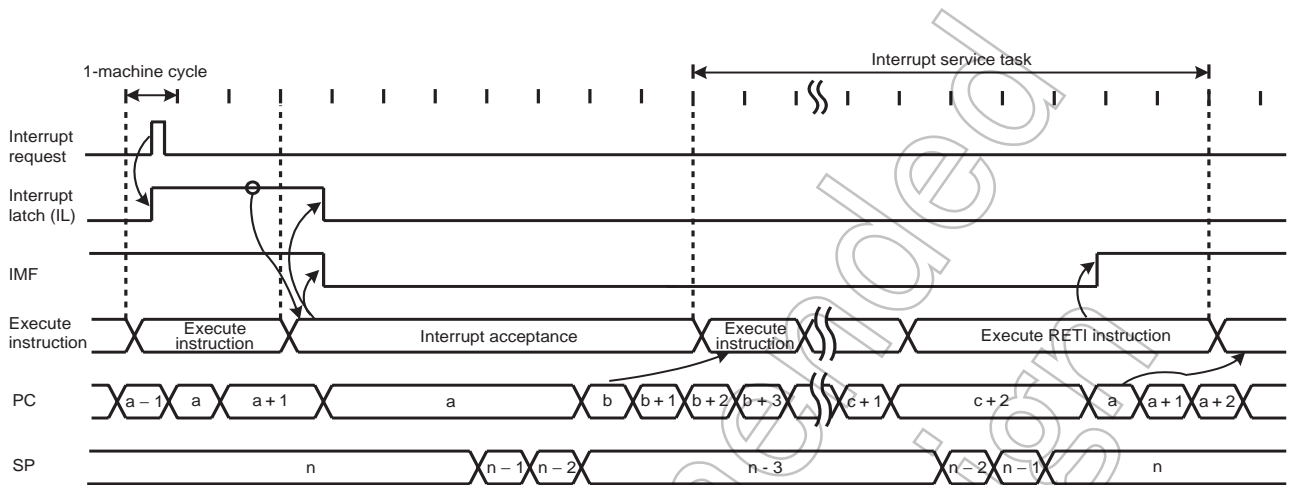 Interrupt service task
1-machine cycle
Interrupt
request
Interrupt
latch (IL)
IMF
Execute
instruction
Execute
instruction
Interrupt acceptance
Execute
instruction
Execute RETI instruction
PC
a – 1
a
a + 1
a
b
b + 1
b + 2
b + 3
c + 1
c + 2
a
a + 1
a + 2
SP
n
n – 1
n – 2
n - 3
n – 2
n – 1
n